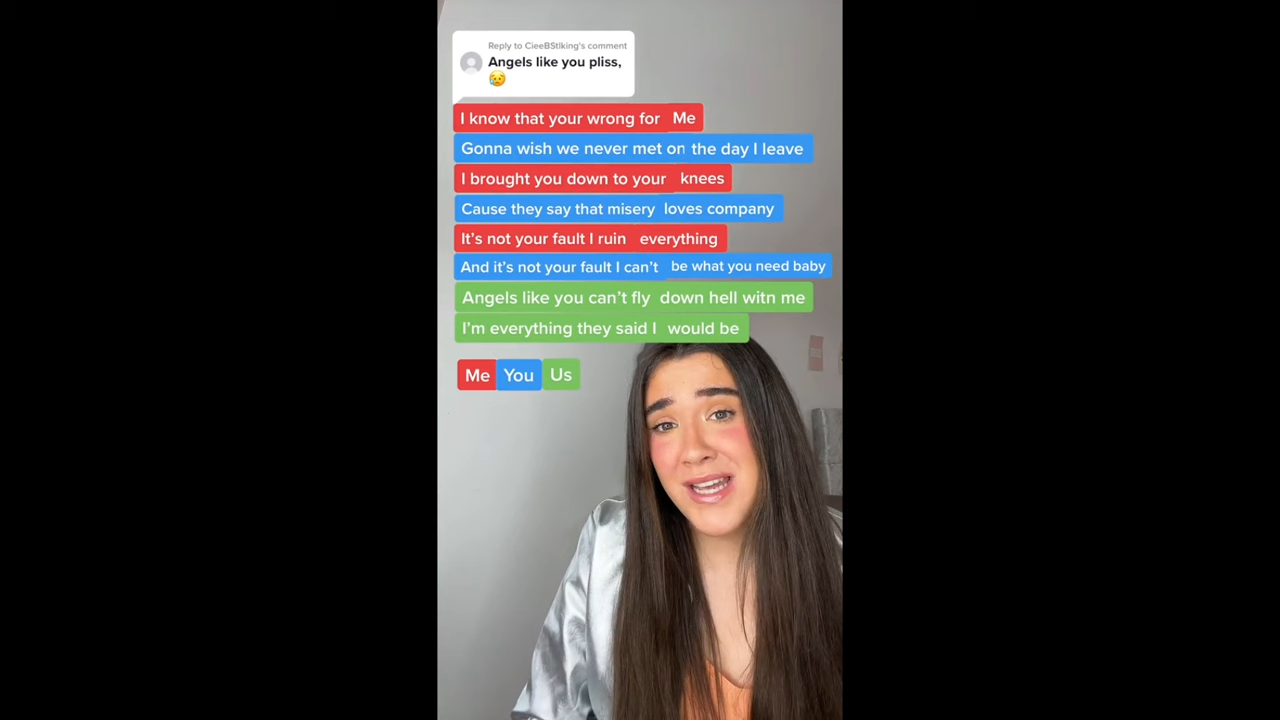 Reply to CieeBStlking's comment
Angels like you pliss,
😥
I know that your wrong for Me
Gonna wish we never met on the day I leave
I brought you down to your knees
Cause they say that misery loves company
It's not your fault I ruin everything
And it's not your fault I can't be what you need baby
Angels like you can't fly down hell witn me
I'm everything they said I would be
Me You Us